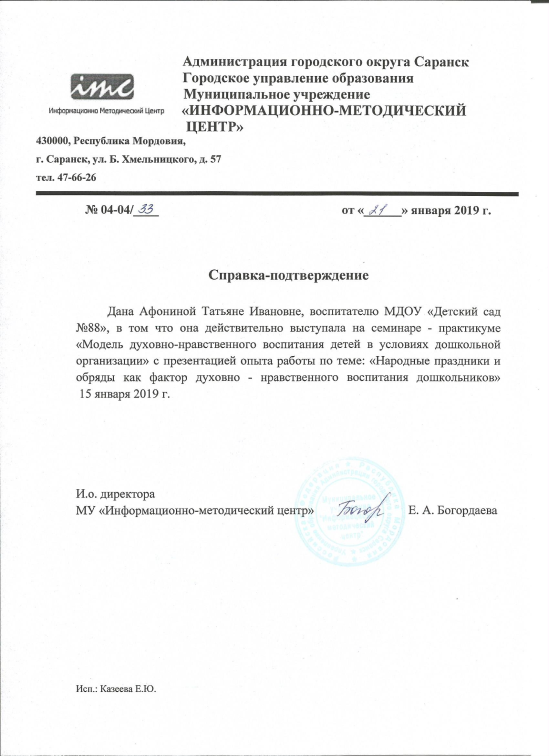 Администрация городского округа Саранск
Городское управление образования
Муниципальное учреждение
«ИНФОРМАЦИОННО-МЕТОДИЧЕСКИЙ
ЦЕНТР»
imc
Информационно Методический Центр
430000, Республика Мордовия,
г. Саранск, ул. Б. Хмельницкого, д. 57
тел. 47-66-26
№ 04-04/ 33
от « 21 » января 2019 г.
Справка-подтверждение
Дана Афониной Татьяне Ивановне, воспитателю МДОУ «Детский сад
№88», в том что она действительно выступала на семинаре - практикуме
«Модель духовно-нравственного воспитания детей в условиях дошкольной
организации» с презентацией опыта работы по теме: «Народные праздники и
обряды как фактор духовно - нравственного воспитания дошкольников»
15 января 2019 г.
И.о. директора
МУ «Информационно-методический центр» Богор Е. А. Богордаева
Исп.: Казеева Е.Ю.